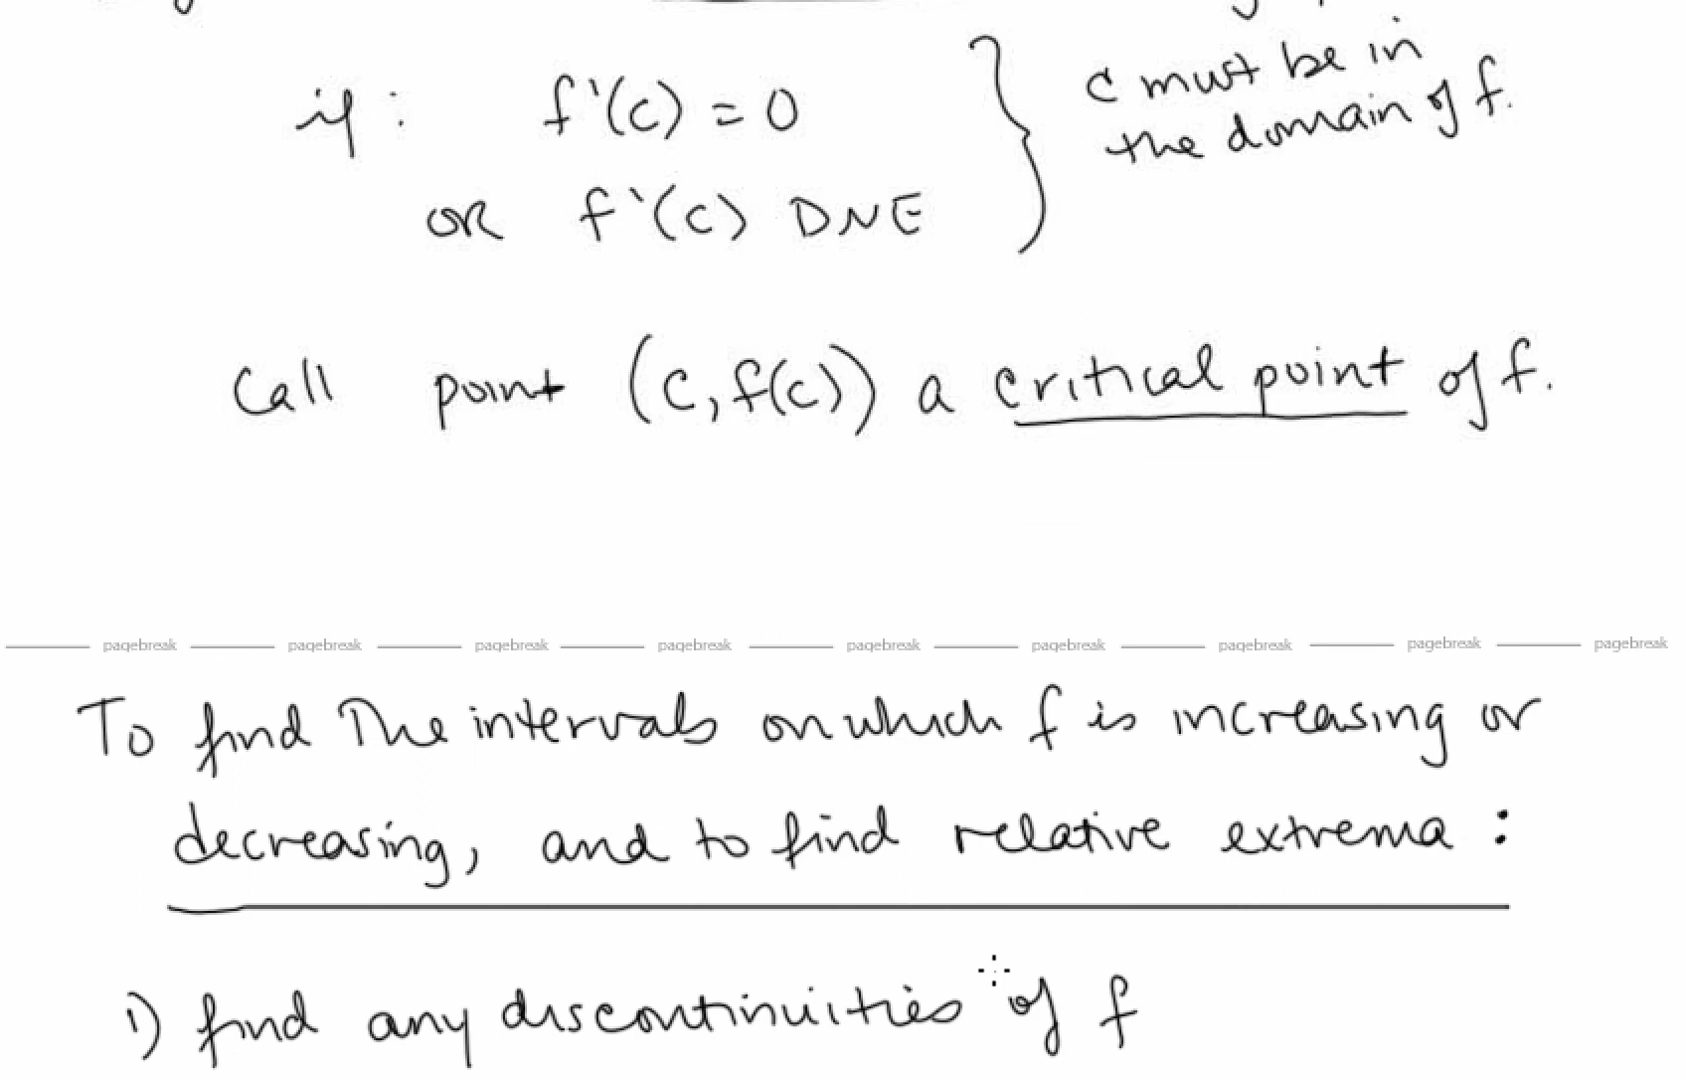 if: f'(c) = 0
or f'(c) DNE
c must be in
the domain of f.
Call point (c, f(c)) a critical point of f.
pagebreak pagebreak pagebreak pagebreak pagebreak pagebreak pagebreak pagebreak pagebreak
To find the intervals on which f is increasing or
decreasing, and to find relative extrema:
1) find any discontinuities of f